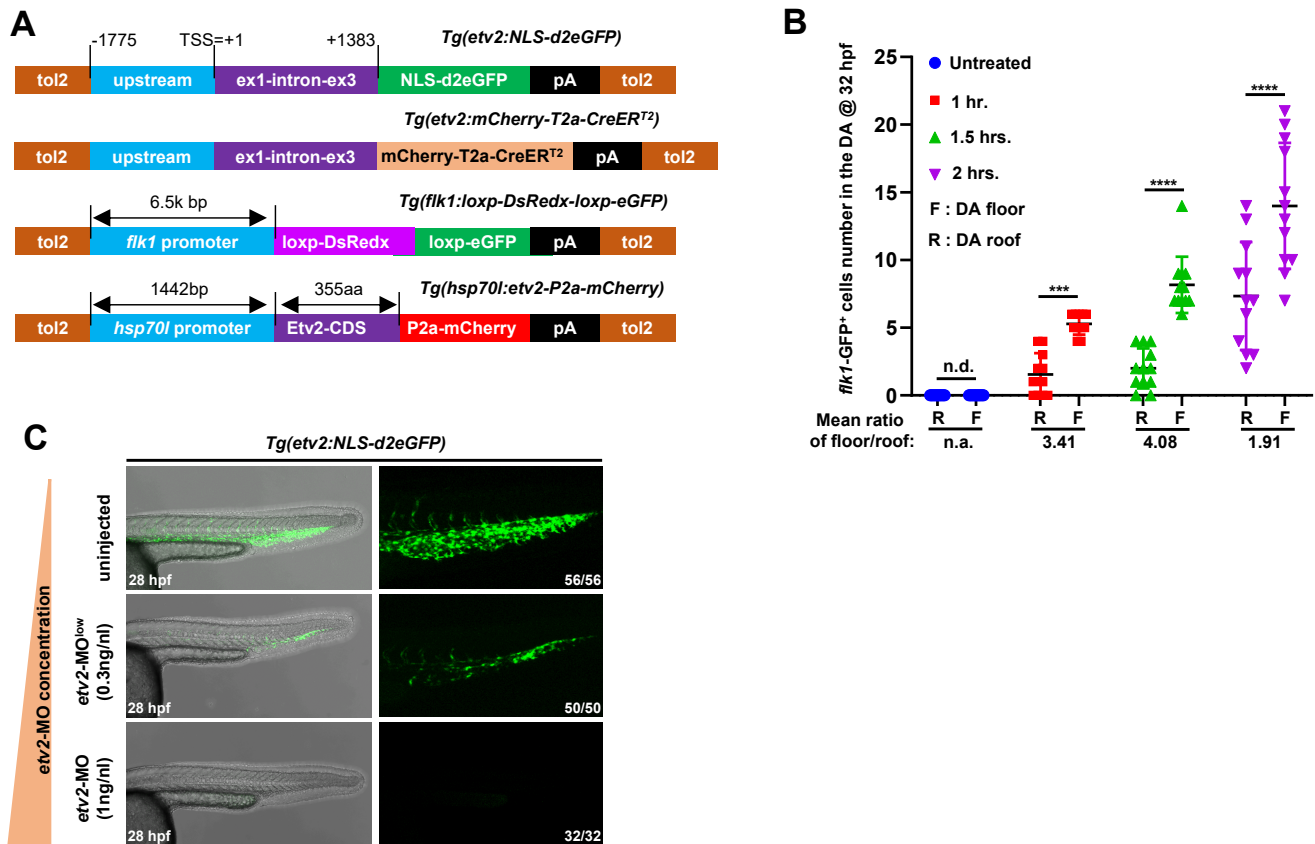 A
-1775 TSS=+1 +1383 Tg(etv2:NLS-d2eGFP)
tol2 upstream ex1-intron-ex3 NLS-d2eGFP pA tol2
Tg(etv2:mCherry-T2a-CreERT2)
tol2 upstream ex1-intron-ex3 mCherry-T2a-CreERT2 pA tol2
6.5k bp Tg(flk1:loxp-DsRedx-loxp-eGFP)
tol2 flk1 promoter loxp-DsRedx loxp-eGFP pA tol2
1442bp 355aa Tg(hsp70l:etv2-P2a-mCherry)
tol2 hsp70l promoter Etv2-CDS P2a-mCherry pA tol2
B
flk1-GFP+ cells number in the DA @ 32 hpf
25
20
15
10
5
0
Untreated
1 hr.
1.5 hrs.
2 hrs.
F : DA floor
R : DA roof
n.d.
***
****
****
R F R F R F R F
Mean ratio
of floor/roof: n.a. 3.41 4.08 1.91
C
Tg(etv2:NLS-d2eGFP)
etv2-MO concentration
uninjected
28 hpf 56/56
etv2-MOlow
(0.3ng/nl)
28 hpf 50/50
etv2-MO
(1ng/nl)
28 hpf 32/32